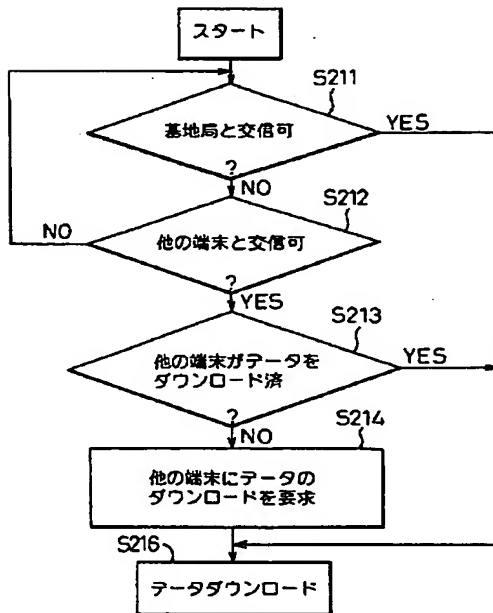 スタート
S211
基地局と交信可
?
YES
NO
S212
他の端末と交信可
?
NO
YES
S213
他の端末がデータを
ダウンロード済
?
YES
NO
S214
他の端末にデータの
ダウンロードを要求
S216
データダウンロード